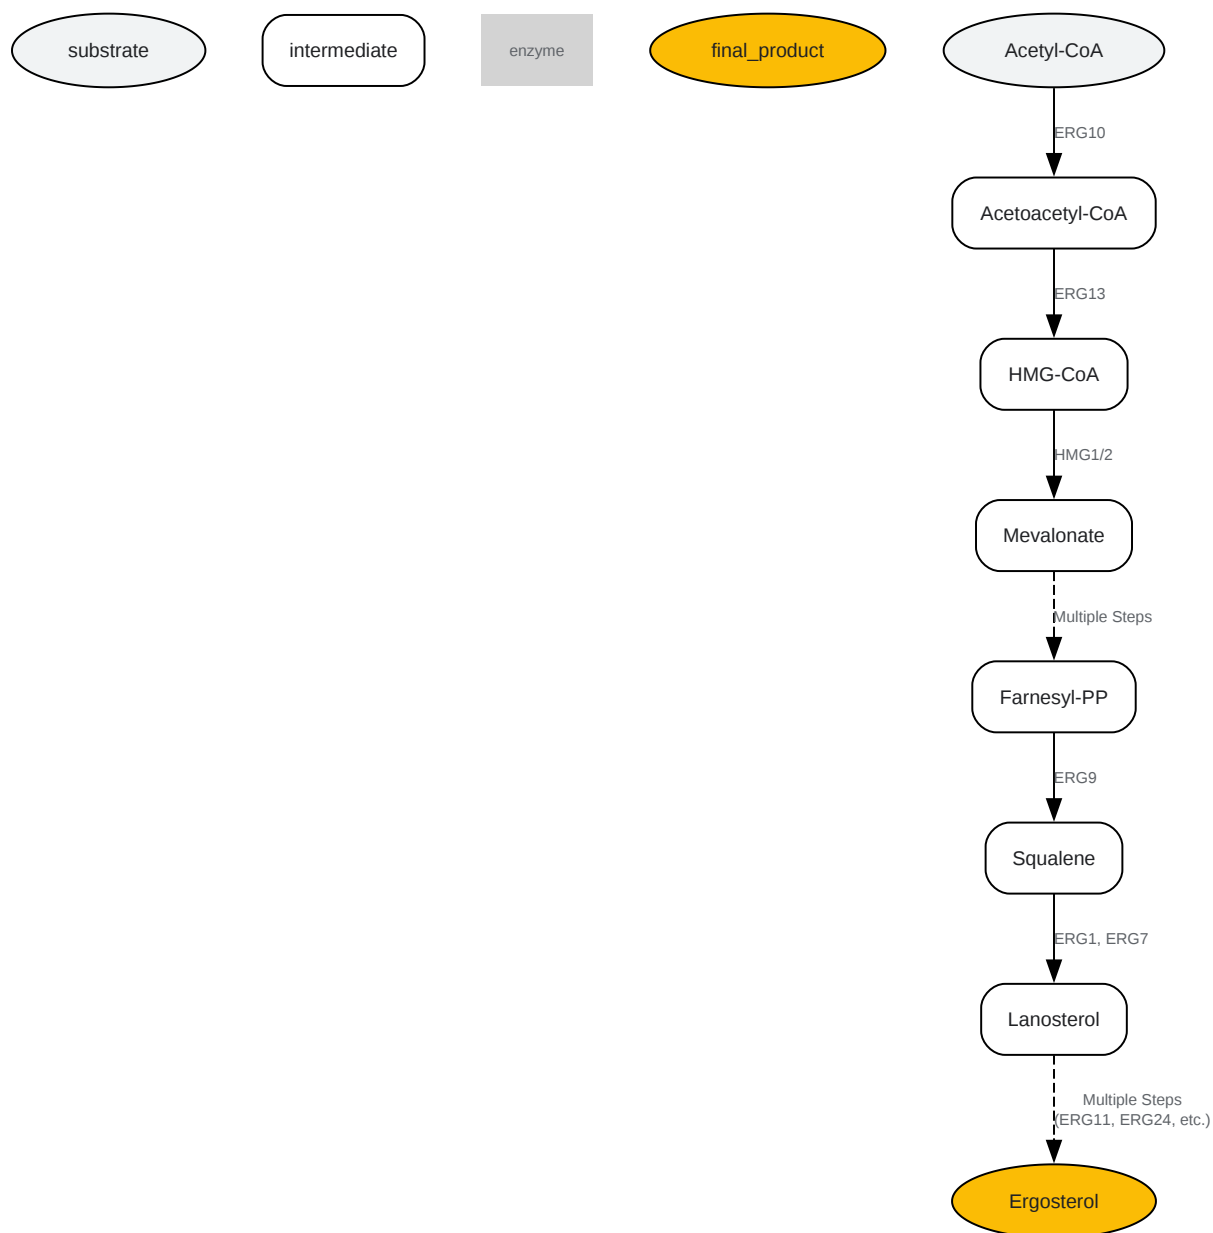 substrate
intermediate
enzyme
final_product
Acetyl-CoA
ERG10
Acetoacetyl-CoA
ERG13
HMG-CoA
HMG1/2
Mevalonate
Multiple Steps
Farnesyl-PP
ERG9
Squalene
ERG1, ERG7
Lanosterol
Multiple Steps
(ERG11, ERG24, etc.)
Ergosterol